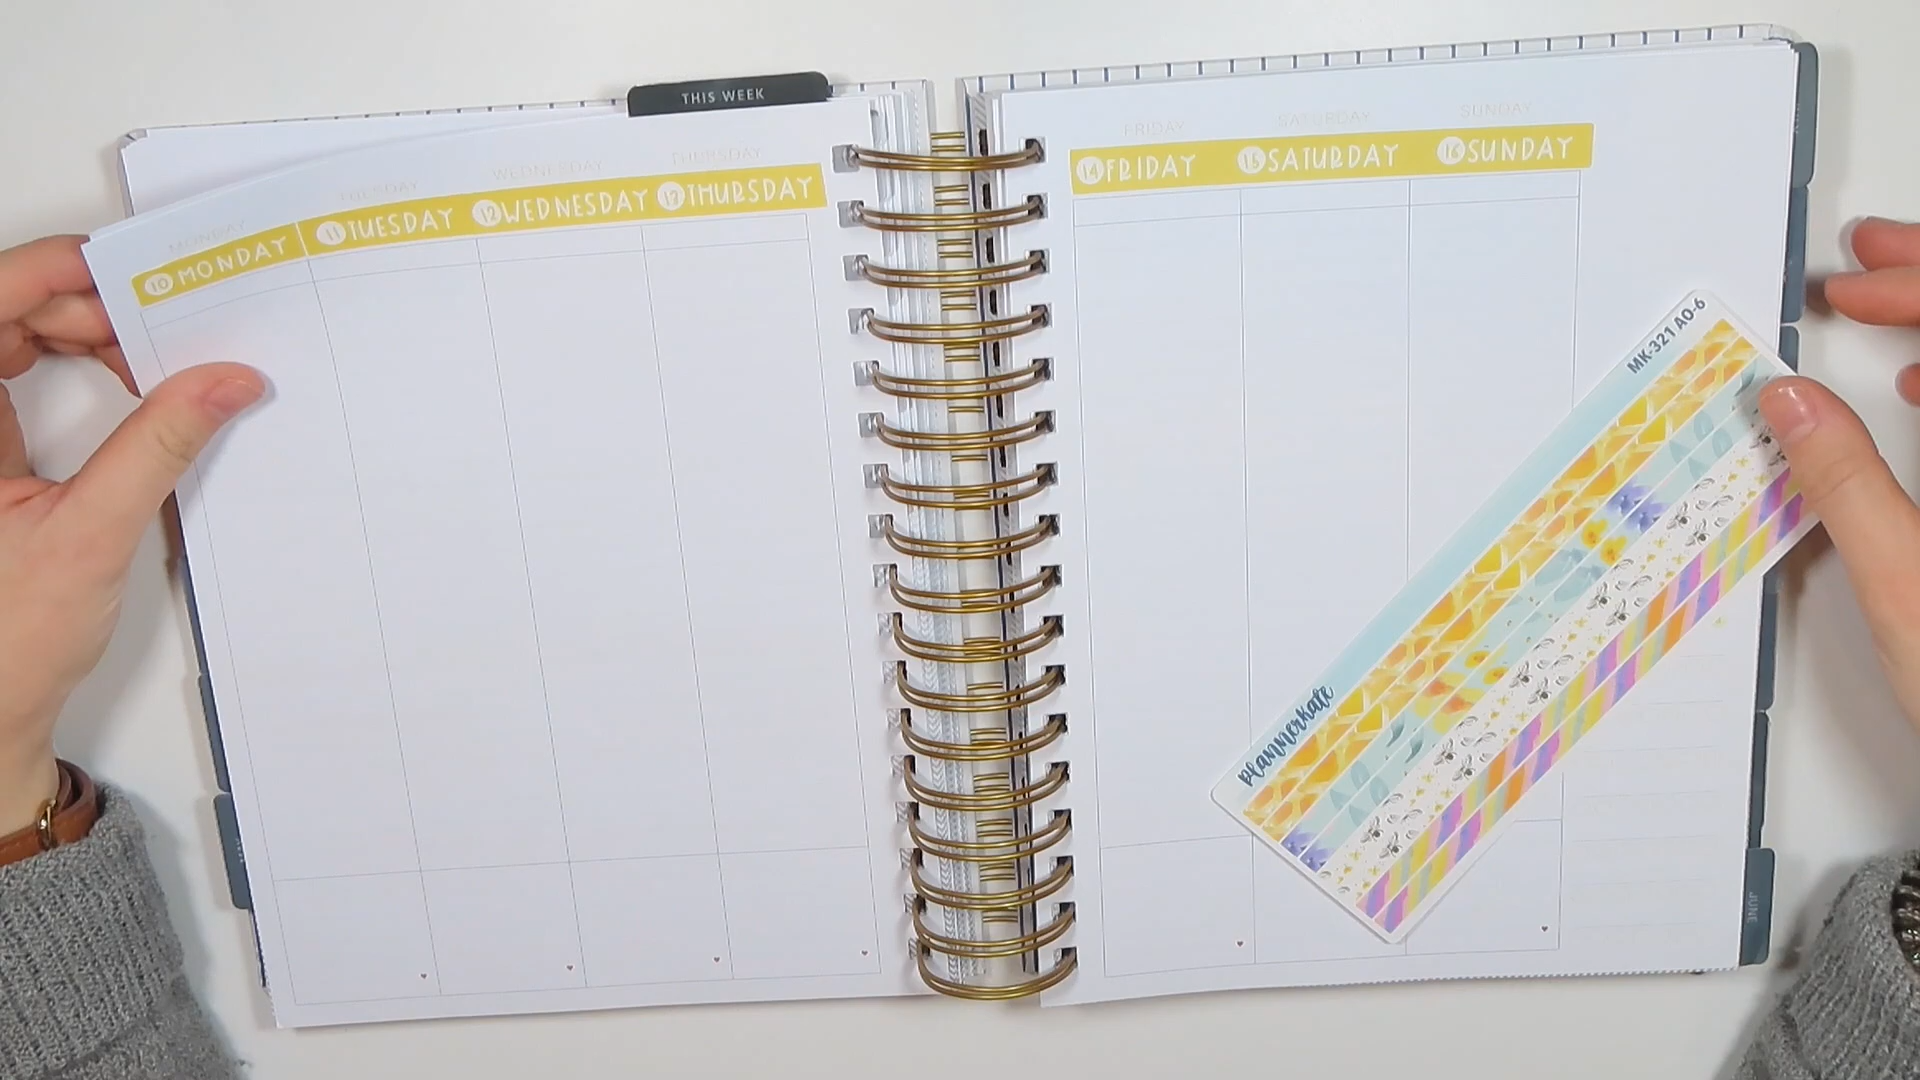 THIS WEEK
MONDAY TUESDAY WEDNESDAY THURSDAY
10 MONDAY 11 TUESDAY 12 WEDNESDAY THURSDAY
FRIDAY SATURDAY SUNDAY
14 FRIDAY 15 SATURDAY 16 SUNDAY
MK-321 AO-6
plannerkate
JUNE